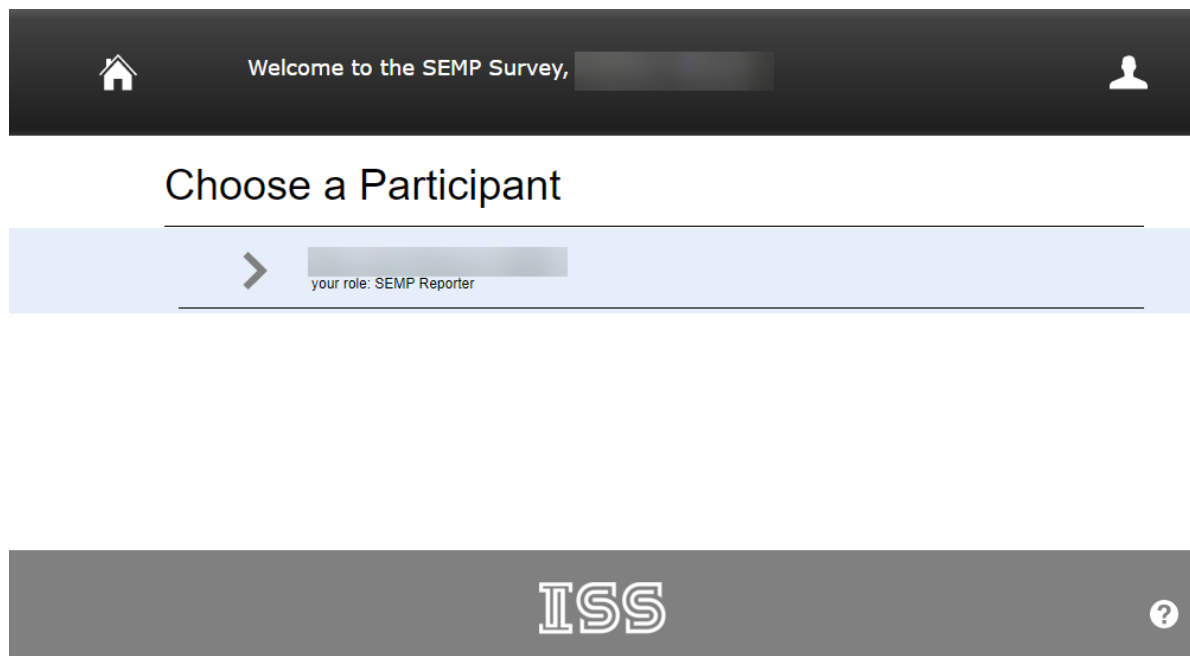 Welcome to the SEMP Survey,
Choose a Participant
your role: SEMP Reporter
ISS
?